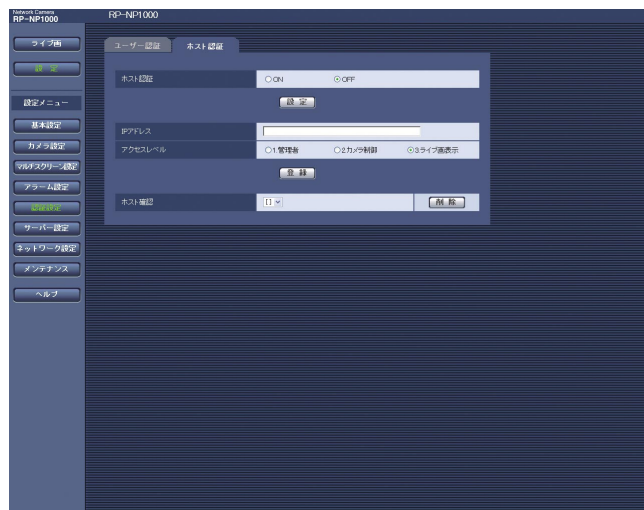 Network Camera
RP-NP1000
RP-NP1000
ライブ画
設 定
設定メニュー
基本設定
カメラ設定
マルチスクリーン設定
アラーム設定
認証設定
サーバー設定
ネットワーク設定
メンテナンス
ヘルプ
ユーザー認証 ホスト認証
ホスト認証 ON OFF
設 定
IPアドレス
アクセスレベル 1.管理者 2.カメラ制御 3.ライブ画表示
登 録
ホスト確認 [] 削 除